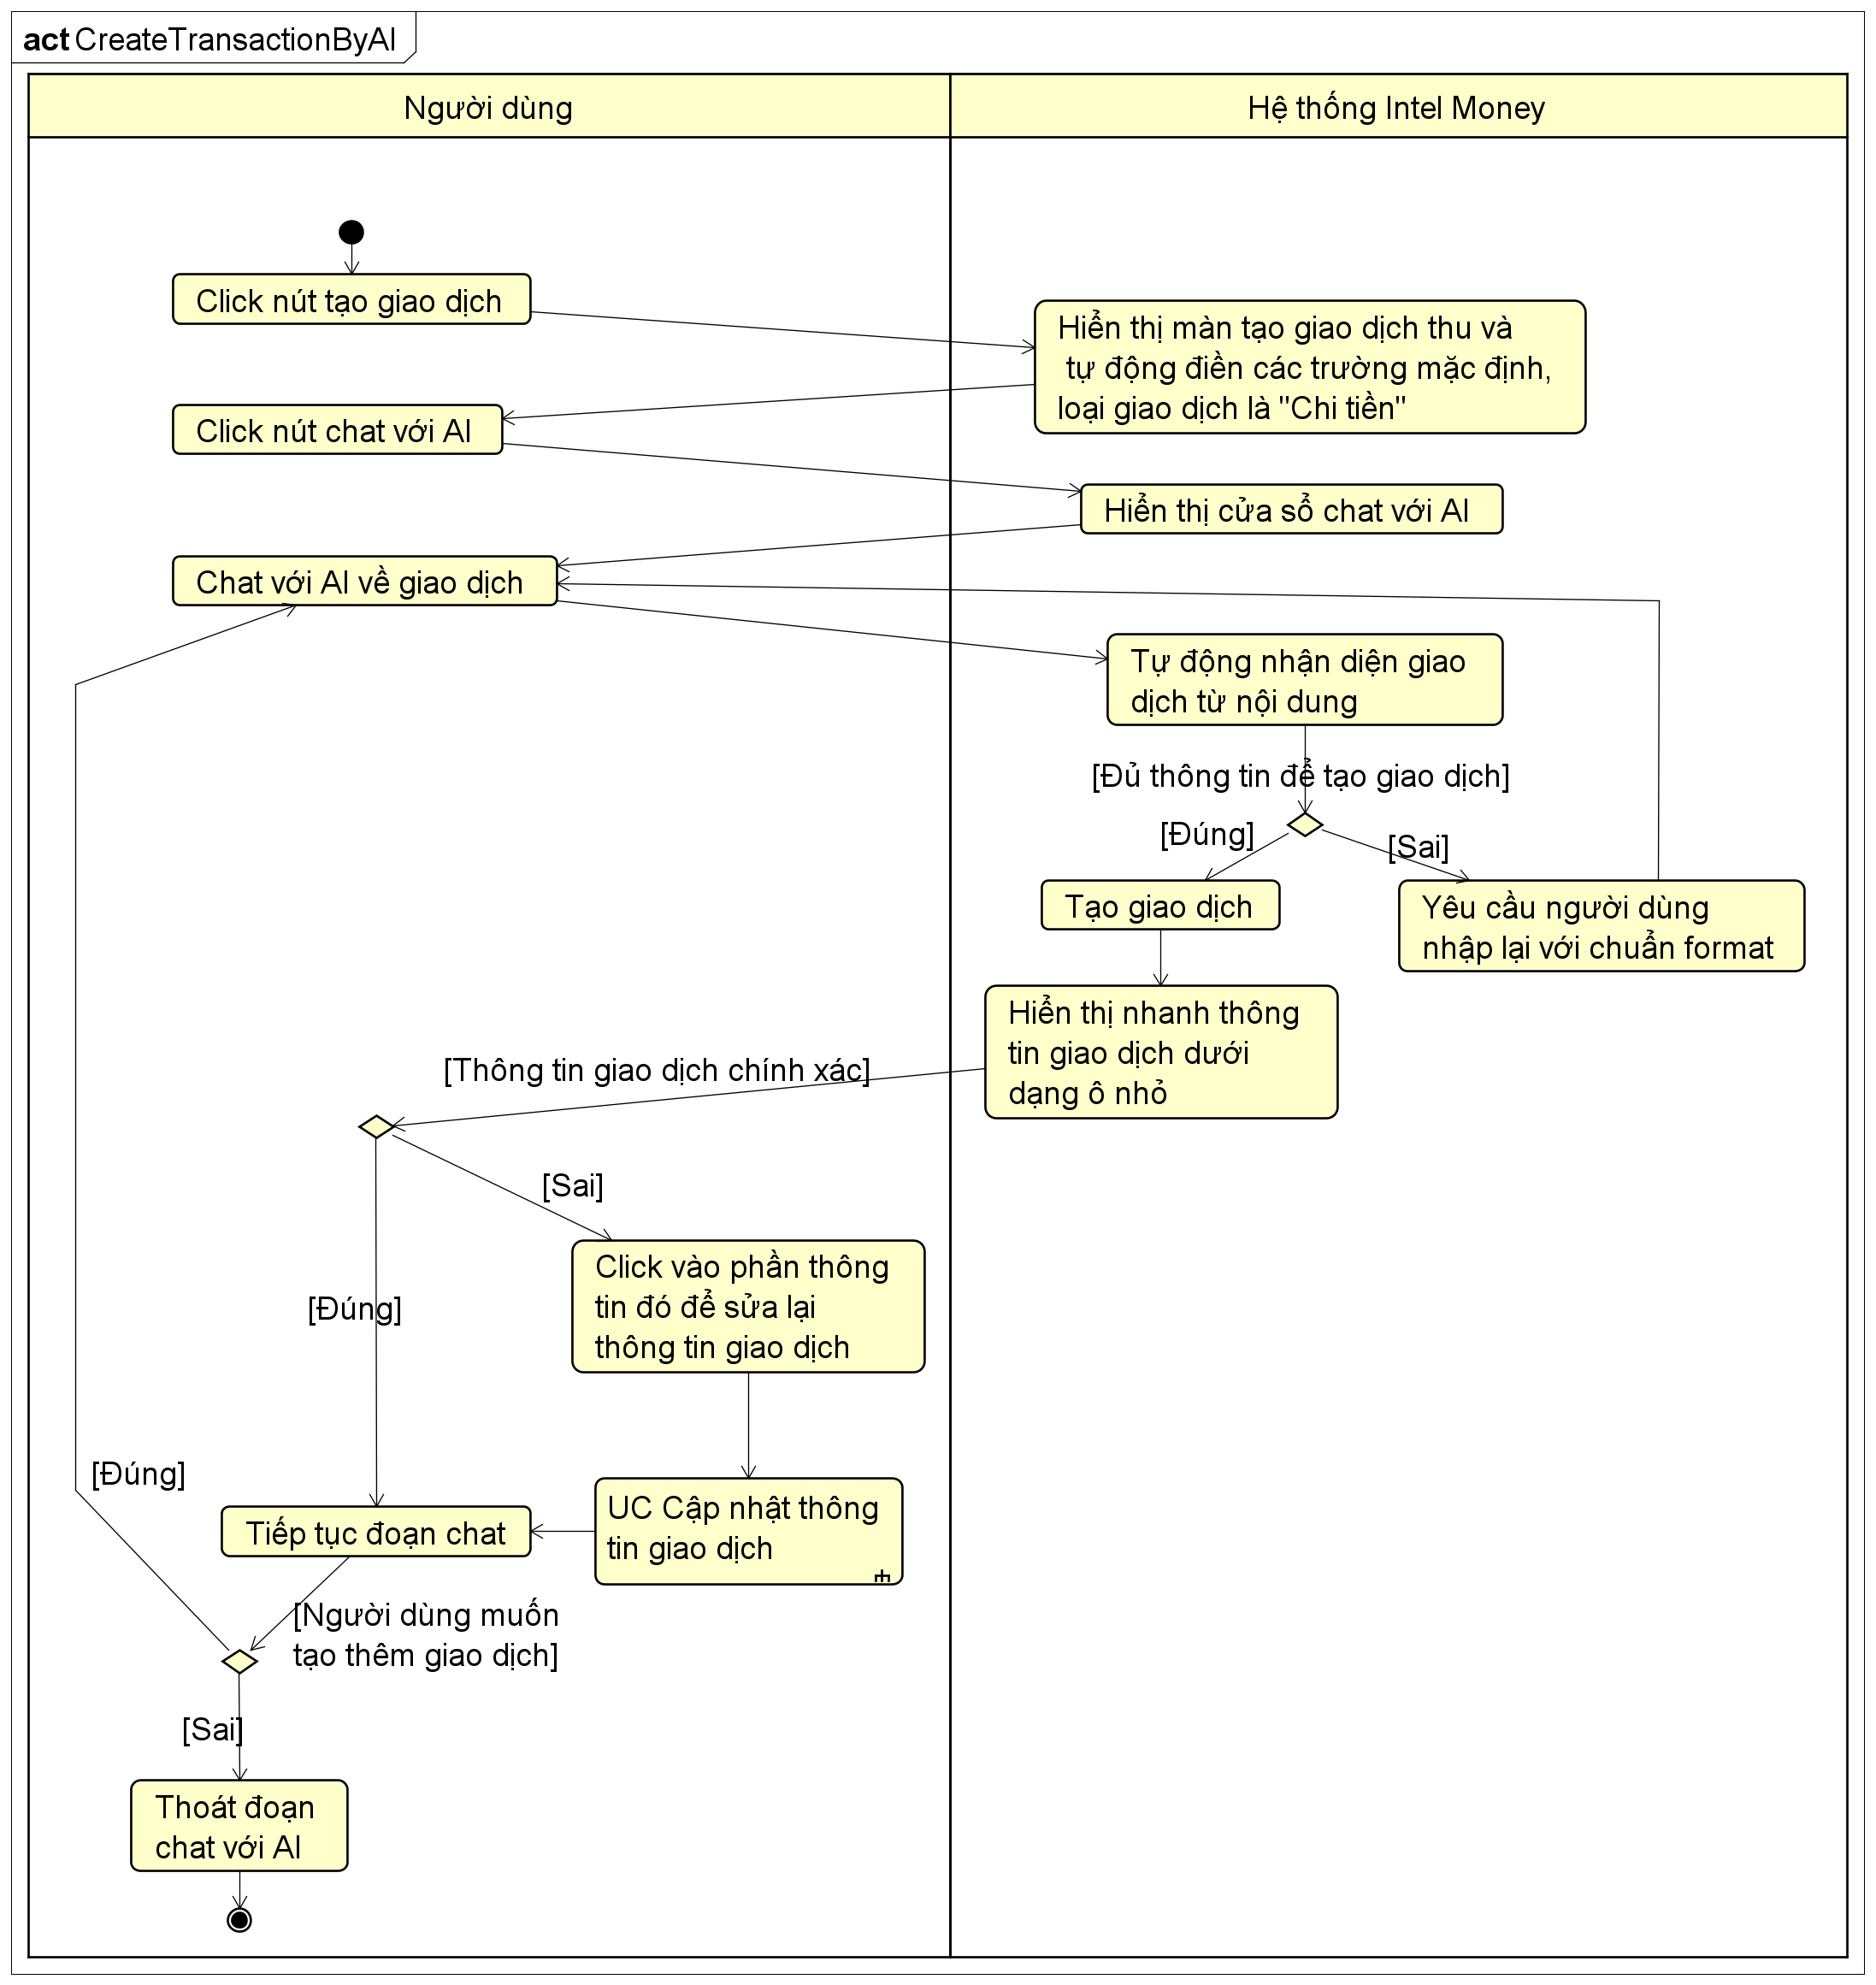 act CreateTransactionByAI
Người dùng
Hệ thống Intel Money
Click nút tạo giao dịch
Hiển thị màn tạo giao dịch thu và
tự động điền các trường mặc định,
loại giao dịch là "Chi tiền"
Click nút chat với AI
Hiển thị cửa sổ chat với AI
Chat với AI về giao dịch
Tự động nhận diện giao
dịch từ nội dung
[Đủ thông tin để tạo giao dịch]
[Đúng]
[Sai]
Tạo giao dịch
Yêu cầu người dùng
nhập lại với chuẩn format
Hiển thị nhanh thông
tin giao dịch dưới
dạng ô nhỏ
[Thông tin giao dịch chính xác]
[Sai]
Click vào phần thông
tin đó để sửa lại
thông tin giao dịch
[Đúng]
[Đúng]
UC Cập nhật thông
tin giao dịch
Tiếp tục đoạn chat
[Người dùng muốn
tạo thêm giao dịch]
[Sai]
Thoát đoạn
chat với AI